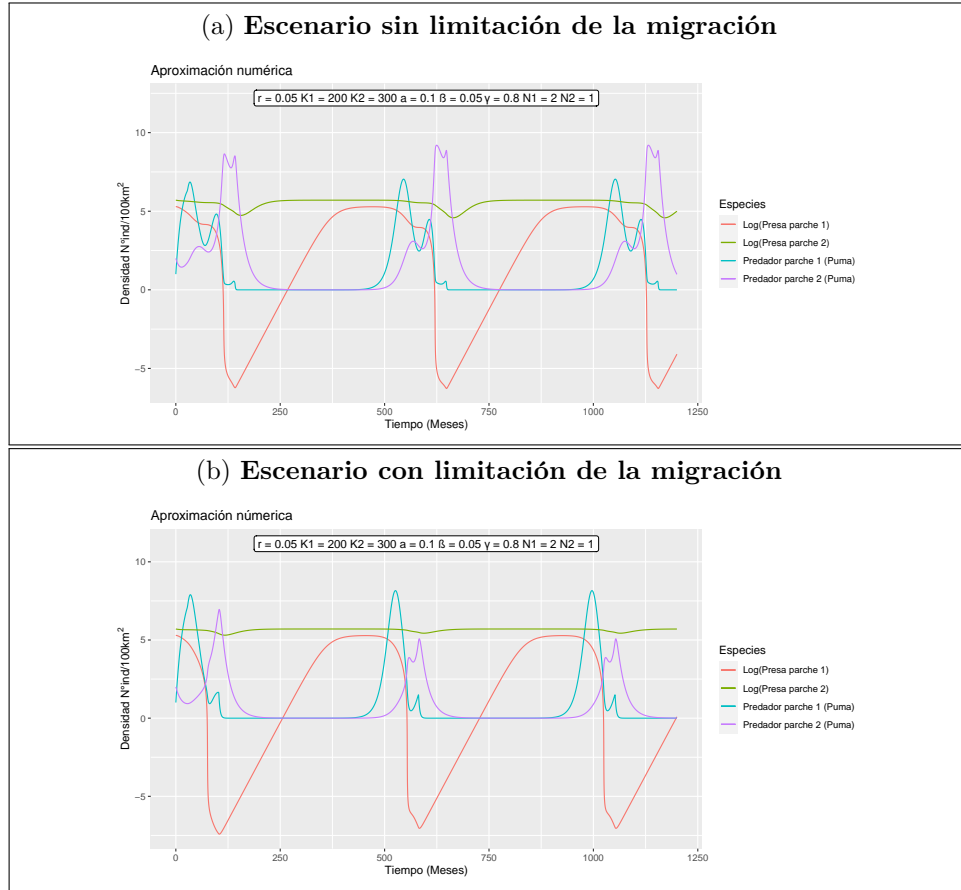 (a) Escenario sin limitación de la migración
Aproximación numérica
r = 0.05 K1 = 200 K2 = 300 a = 0.1 ß = 0.05 γ = 0.8 N1 = 2 N2 = 1
10
5
0
−5
Densidad N°ind/100km²
0
250
500
750
1000
1250
Tiempo (Meses)
Especies
Log(Presa parche 1)
Log(Presa parche 2)
Predador parche 1 (Puma)
Predador parche 2 (Puma)
(b) Escenario con limitación de la migración
Aproximación númerica
r = 0.05 K1 = 200 K2 = 300 a = 0.1 ß = 0.05 γ = 0.8 N1 = 2 N2 = 1
10
5
0
−5
Densidad N°ind/100km²
0
250
500
750
1000
1250
Tiempo (Meses)
Especies
Log(Presa parche 1)
Log(Presa parche 2)
Predador parche 1 (Puma)
Predador parche 2 (Puma)